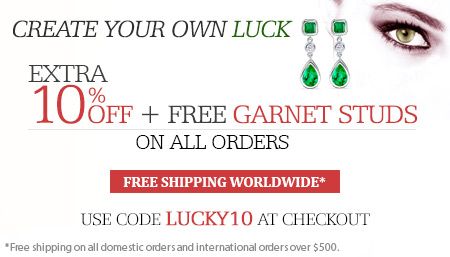 CREATE YOUR OWN LUCK
EXTRA
10% OFF + FREE GARNET STUDS
ON ALL ORDERS
FREE SHIPPING WORLDWIDE*
USE CODE LUCKY10 AT CHECKOUT
*Free shipping on all domestic orders and international orders over $500.